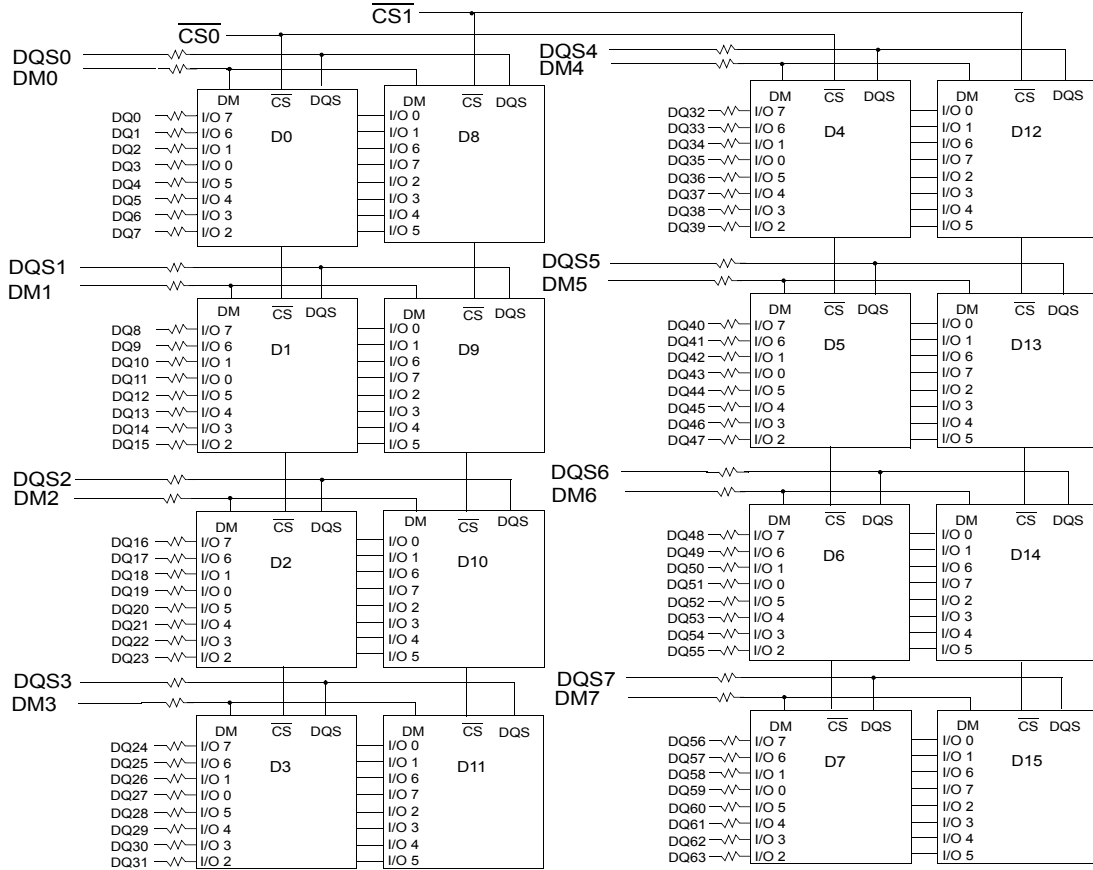 CS1
CS0
DQS0
DM0
DM CS DQS DM CS DQS
D0 D8
DQ0 I/O 7 I/O 0
DQ1 I/O 6 I/O 1
DQ2 I/O 1 I/O 6
DQ3 I/O 0 I/O 7
DQ4 I/O 5 I/O 2
DQ5 I/O 4 I/O 3
DQ6 I/O 3 I/O 4
DQ7 I/O 2 I/O 5
DQS1
DM1
DM CS DQS DM CS DQS
D1 D9
DQ8 I/O 7 I/O 0
DQ9 I/O 6 I/O 1
DQ10 I/O 1 I/O 6
DQ11 I/O 0 I/O 7
DQ12 I/O 5 I/O 2
DQ13 I/O 4 I/O 3
DQ14 I/O 3 I/O 4
DQ15 I/O 2 I/O 5
DQS2
DM2
DM CS DQS DM CS DQS
D2 D10
DQ16 I/O 7 I/O 0
DQ17 I/O 6 I/O 1
DQ18 I/O 1 I/O 6
DQ19 I/O 0 I/O 7
DQ20 I/O 5 I/O 2
DQ21 I/O 4 I/O 3
DQ22 I/O 3 I/O 4
DQ23 I/O 2 I/O 5
DQS3
DM3
DM CS DQS DM CS DQS
D3 D11
DQ24 I/O 7 I/O 0
DQ25 I/O 6 I/O 1
DQ26 I/O 1 I/O 6
DQ27 I/O 0 I/O 7
DQ28 I/O 5 I/O 2
DQ29 I/O 4 I/O 3
DQ30 I/O 3 I/O 4
DQ31 I/O 2 I/O 5
DQS4
DM4
DM CS DQS DM CS DQS
D4 D12
DQ32 I/O 7 I/O 0
DQ33 I/O 6 I/O 1
DQ34 I/O 1 I/O 6
DQ35 I/O 0 I/O 7
DQ36 I/O 5 I/O 2
DQ37 I/O 4 I/O 3
DQ38 I/O 3 I/O 4
DQ39 I/O 2 I/O 5
DQS5
DM5
DM CS DQS DM CS DQS
D5 D13
DQ40 I/O 7 I/O 0
DQ41 I/O 6 I/O 1
DQ42 I/O 1 I/O 6
DQ43 I/O 0 I/O 7
DQ44 I/O 5 I/O 2
DQ45 I/O 4 I/O 3
DQ46 I/O 3 I/O 4
DQ47 I/O 2 I/O 5
DQS6
DM6
DM CS DQS DM CS DQS
D6 D14
DQ48 I/O 7 I/O 0
DQ49 I/O 6 I/O 1
DQ50 I/O 1 I/O 6
DQ51 I/O 0 I/O 7
DQ52 I/O 5 I/O 2
DQ53 I/O 4 I/O 3
DQ54 I/O 3 I/O 4
DQ55 I/O 2 I/O 5
DQS7
DM7
DM CS DQS DM CS DQS
D7 D15
DQ56 I/O 7 I/O 0
DQ57 I/O 6 I/O 1
DQ58 I/O 1 I/O 6
DQ59 I/O 0 I/O 7
DQ60 I/O 5 I/O 2
DQ61 I/O 4 I/O 3
DQ62 I/O 3 I/O 4
DQ63 I/O 2 I/O 5